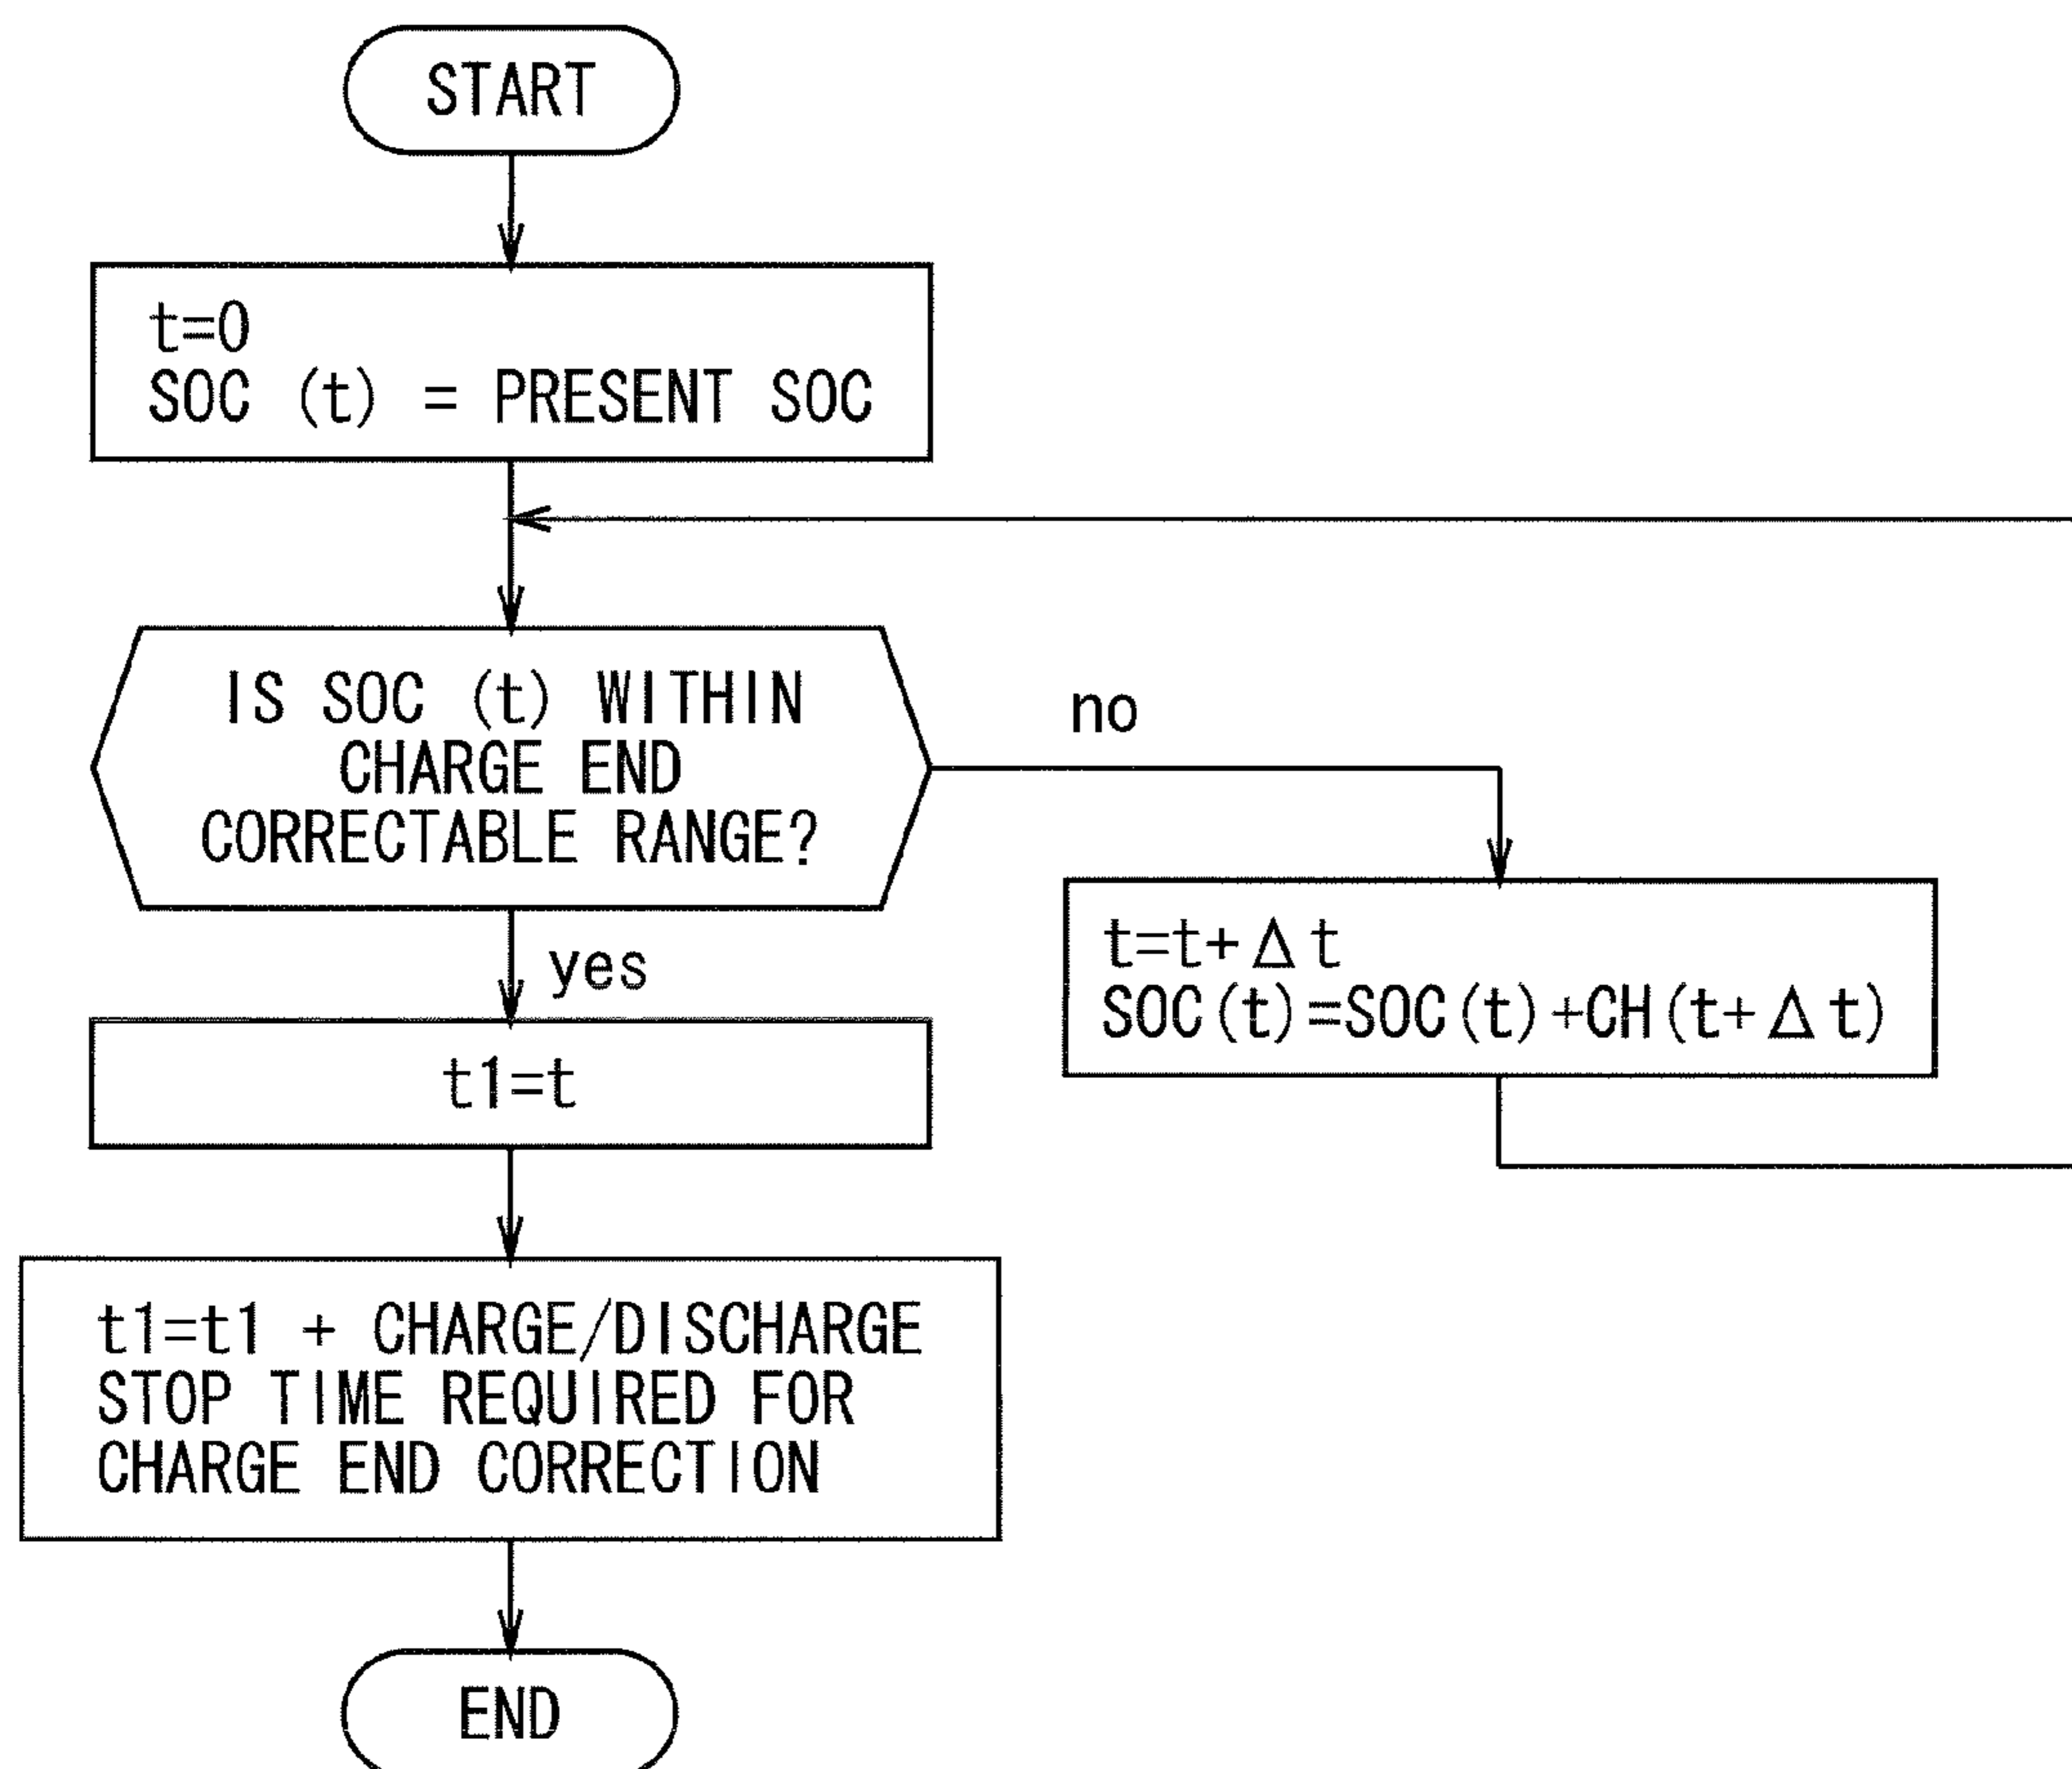 START
t=0
SOC (t) = PRESENT SOC
IS SOC (t) WITHIN
CHARGE END
CORRECTABLE RANGE?
no
t=t+Δt
SOC(t)=SOC(t)+CH(t+Δt)
yes
t1=t
t1=t1 + CHARGE/DISCHARGE
STOP TIME REQUIRED FOR
CHARGE END CORRECTION
END